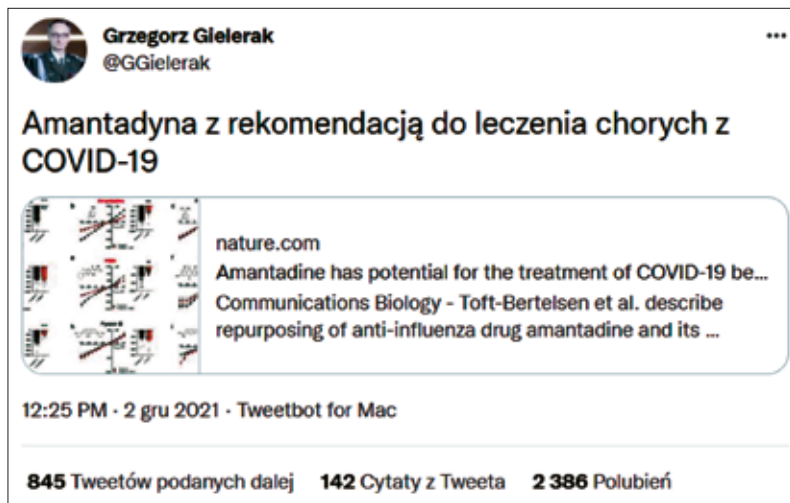 Grzegorz Gielerak
@GGielerak
Amantadyna z rekomendacją do leczenia chorych z
COVID-19
nature.com
Amantadine has potential for the treatment of COVID-19 be...
Communications Biology - Toft-Bertelsen et al. describe
repurposing of anti-influenza drug amantadine and its ...
12:25 PM · 2 gru 2021 · Tweetbot for Mac
845 Tweetów podanych dalej 142 Cytaty z Tweeta 2 386 Polubień